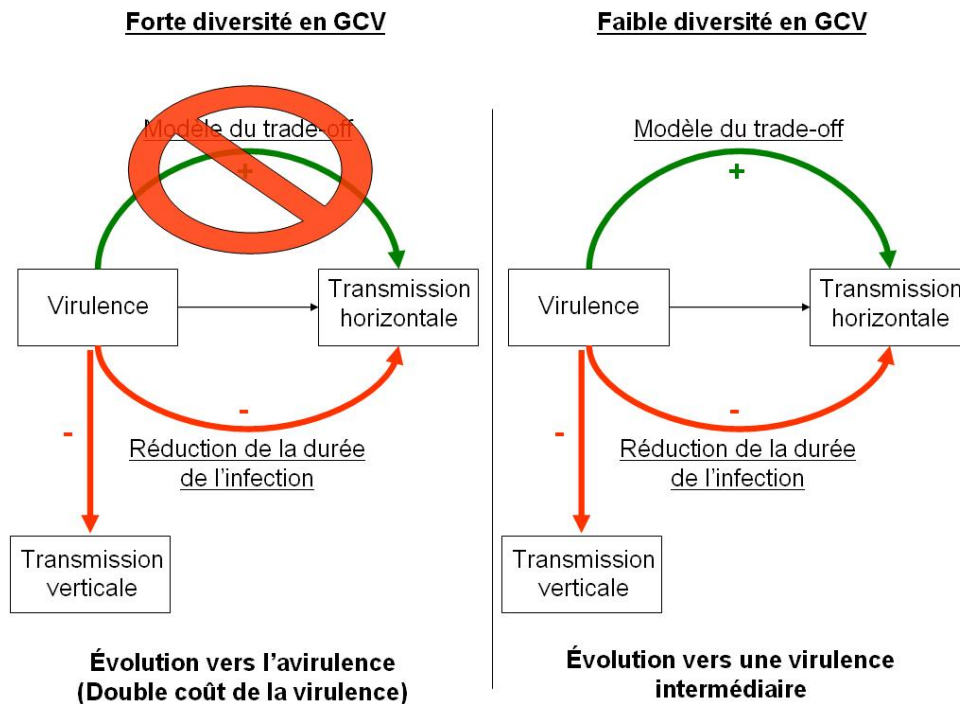 Forte diversité en GCV
Modèle du trade-off
+
Virulence
Transmission
horizontale
-
-
Réduction de la durée
de l'infection
Transmission
verticale
Évolution vers l'avirulence
(Double coût de la virulence)
Faible diversité en GCV
Modèle du trade-off
+
Virulence
Transmission
horizontale
-
-
Réduction de la durée
de l'infection
Transmission
verticale
Évolution vers une virulence
intermédiaire